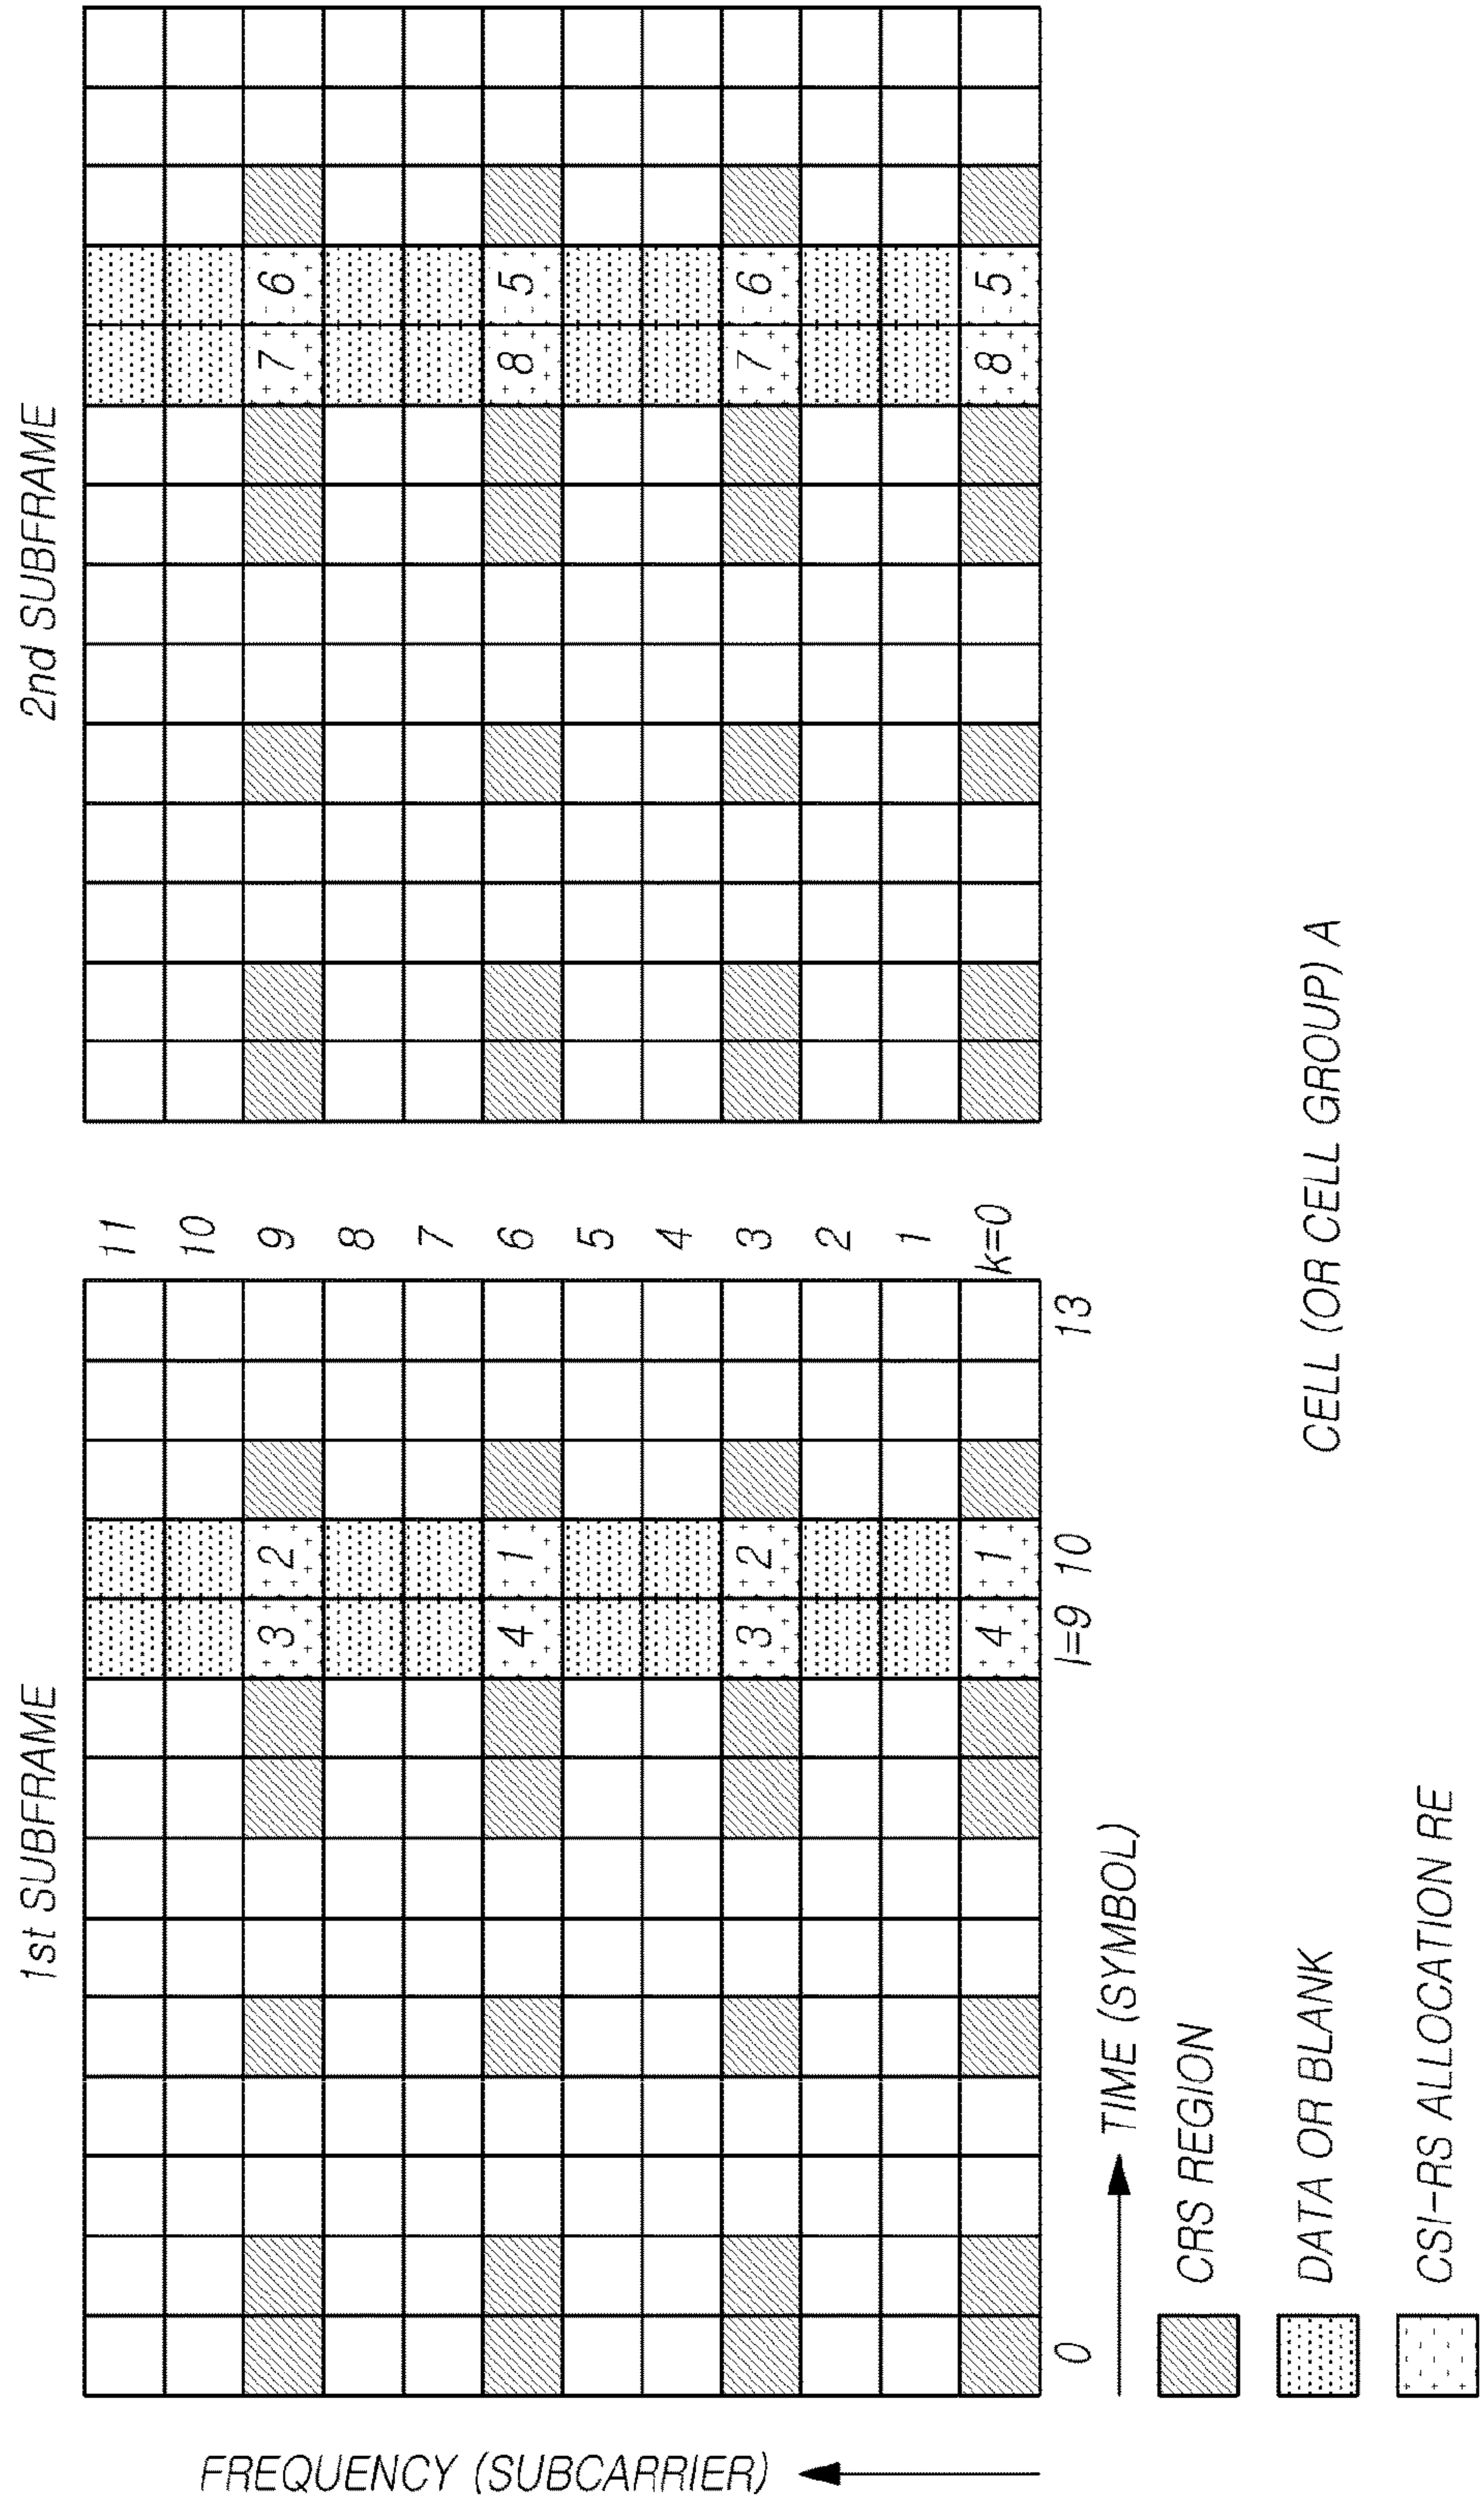 1st SUBFRAME
2nd SUBFRAME
FREQUENCY (SUBCARRIER)
11
10
3 2 9 7 6
8
7
4 1 6 8 5
5
4
3 2 3 7 6
2
1
4 1 k=0 8 5
0 l=9 10 13
TIME (SYMBOL)
CRS REGION
DATA OR BLANK
CELL (OR CELL GROUP) A
CSI-RS ALLOCATION RE